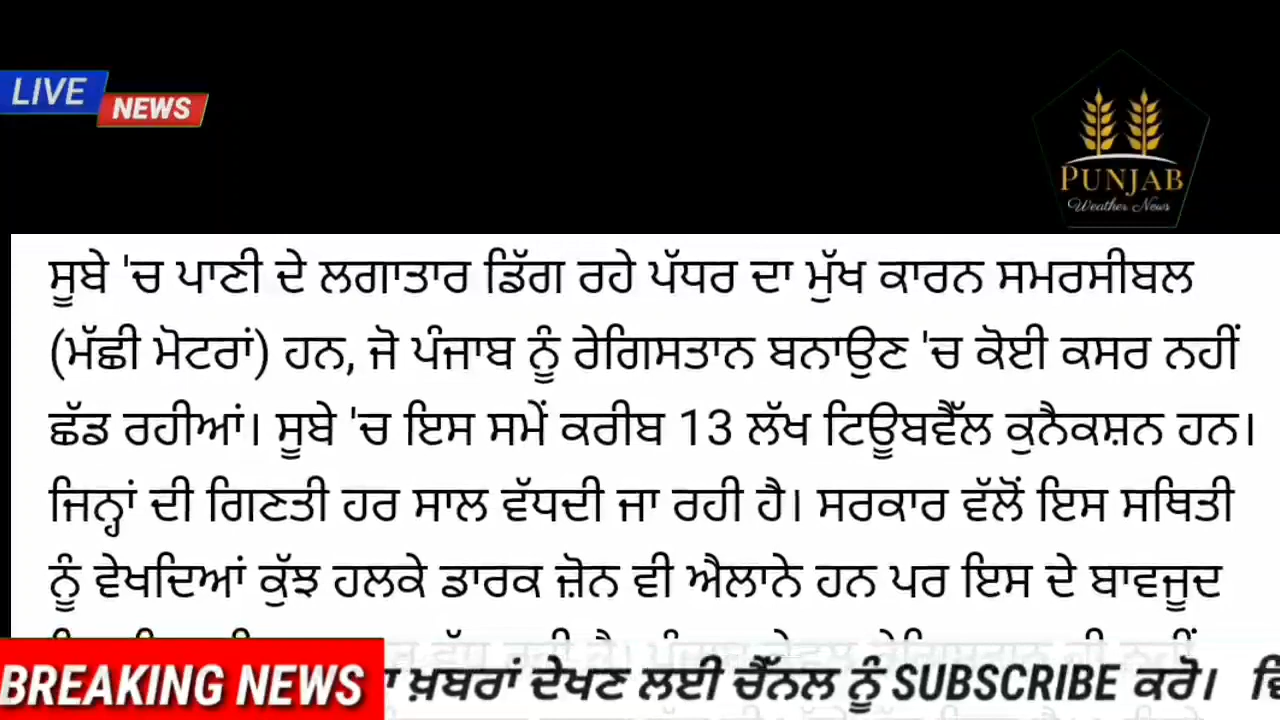 LIVE
NEWS
PUNJAB
Weather News
ਸੂਬੇ 'ਚ ਪਾਣੀ ਦੇ ਲਗਾਤਾਰ ਡਿੱਗ ਰਹੇ ਪੱਧਰ ਦਾ ਮੁੱਖ ਕਾਰਨ ਸਮਰਸੀਬਲ
(ਮੱਛੀ ਮੋਟਰਾਂ) ਹਨ, ਜੋ ਪੰਜਾਬ ਨੂੰ ਰੇਗਿਸਤਾਨ ਬਨਾਉਣ 'ਚ ਕੋਈ ਕਸਰ ਨਹੀਂ
ਛੱਡ ਰਹੀਆਂ। ਸੂਬੇ 'ਚ ਇਸ ਸਮੇਂ ਕਰੀਬ 13 ਲੱਖ ਟਿਊਬਵੈੱਲ ਕੁਨੈਕਸ਼ਨ ਹਨ।
ਜਿਨ੍ਹਾਂ ਦੀ ਗਿਣਤੀ ਹਰ ਸਾਲ ਵੱਧਦੀ ਜਾ ਰਹੀ ਹੈ। ਸਰਕਾਰ ਵੱਲੋਂ ਇਸ ਸਥਿਤੀ
ਨੂੰ ਵੇਖਦਿਆਂ ਕੁੱਝ ਹਲਕੇ ਡਾਰਕ ਜ਼ੋਨ ਵੀ ਐਲਾਨੇ ਹਨ ਪਰ ਇਸ ਦੇ ਬਾਵਜੂਦ
BREAKING NEWS
ਖ਼ਬਰਾਂ ਦੇਖਣ ਲਈ ਚੈੱਨਲ ਨੂੰ SUBSCRIBE ਕਰੋ।